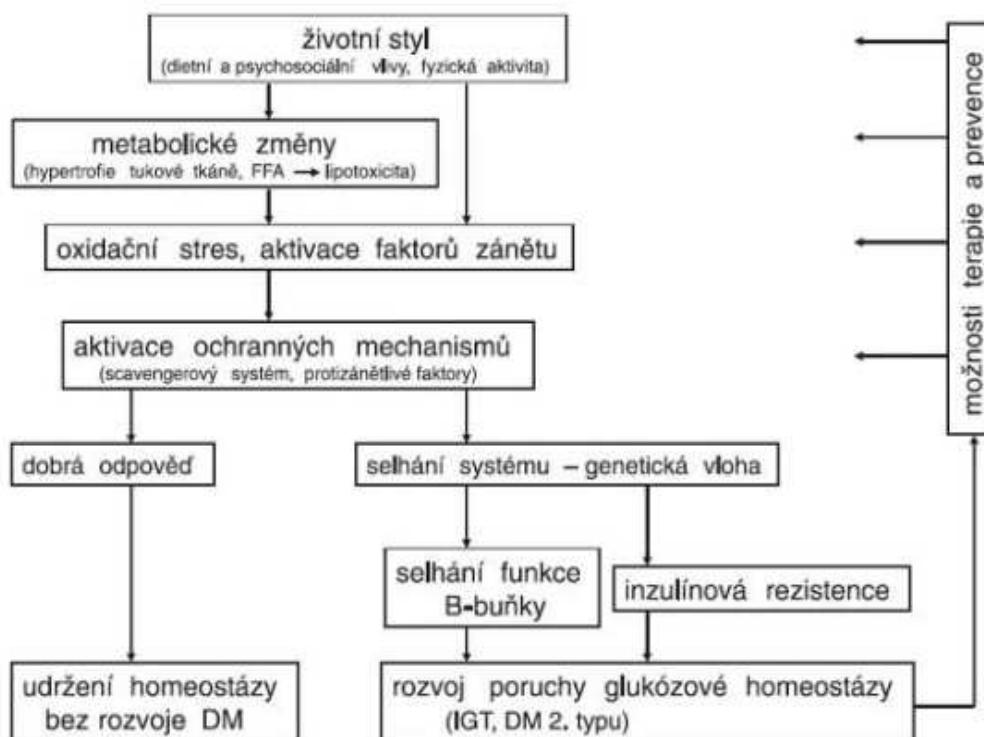 životní styl
(dietní a psychosociální vlivy, fyzická aktivita)
metabolické změny
(hypertrofie tukové tkáně, FFA → lipotoxicita)
oxidační stres, aktivace faktorů zánětu
aktivace ochranných mechanismů
(scavengerový systém, protizánětlivé faktory)
dobrá odpověď
selhání systému – genetická vloha
selhání funkce
B-buňky
inzulínová rezistence
udržení homeostázy
bez rozvoje DM
rozvoj poruchy glukózové homeostázy
(IGT, DM 2. typu)
možnosti terapie a prevence